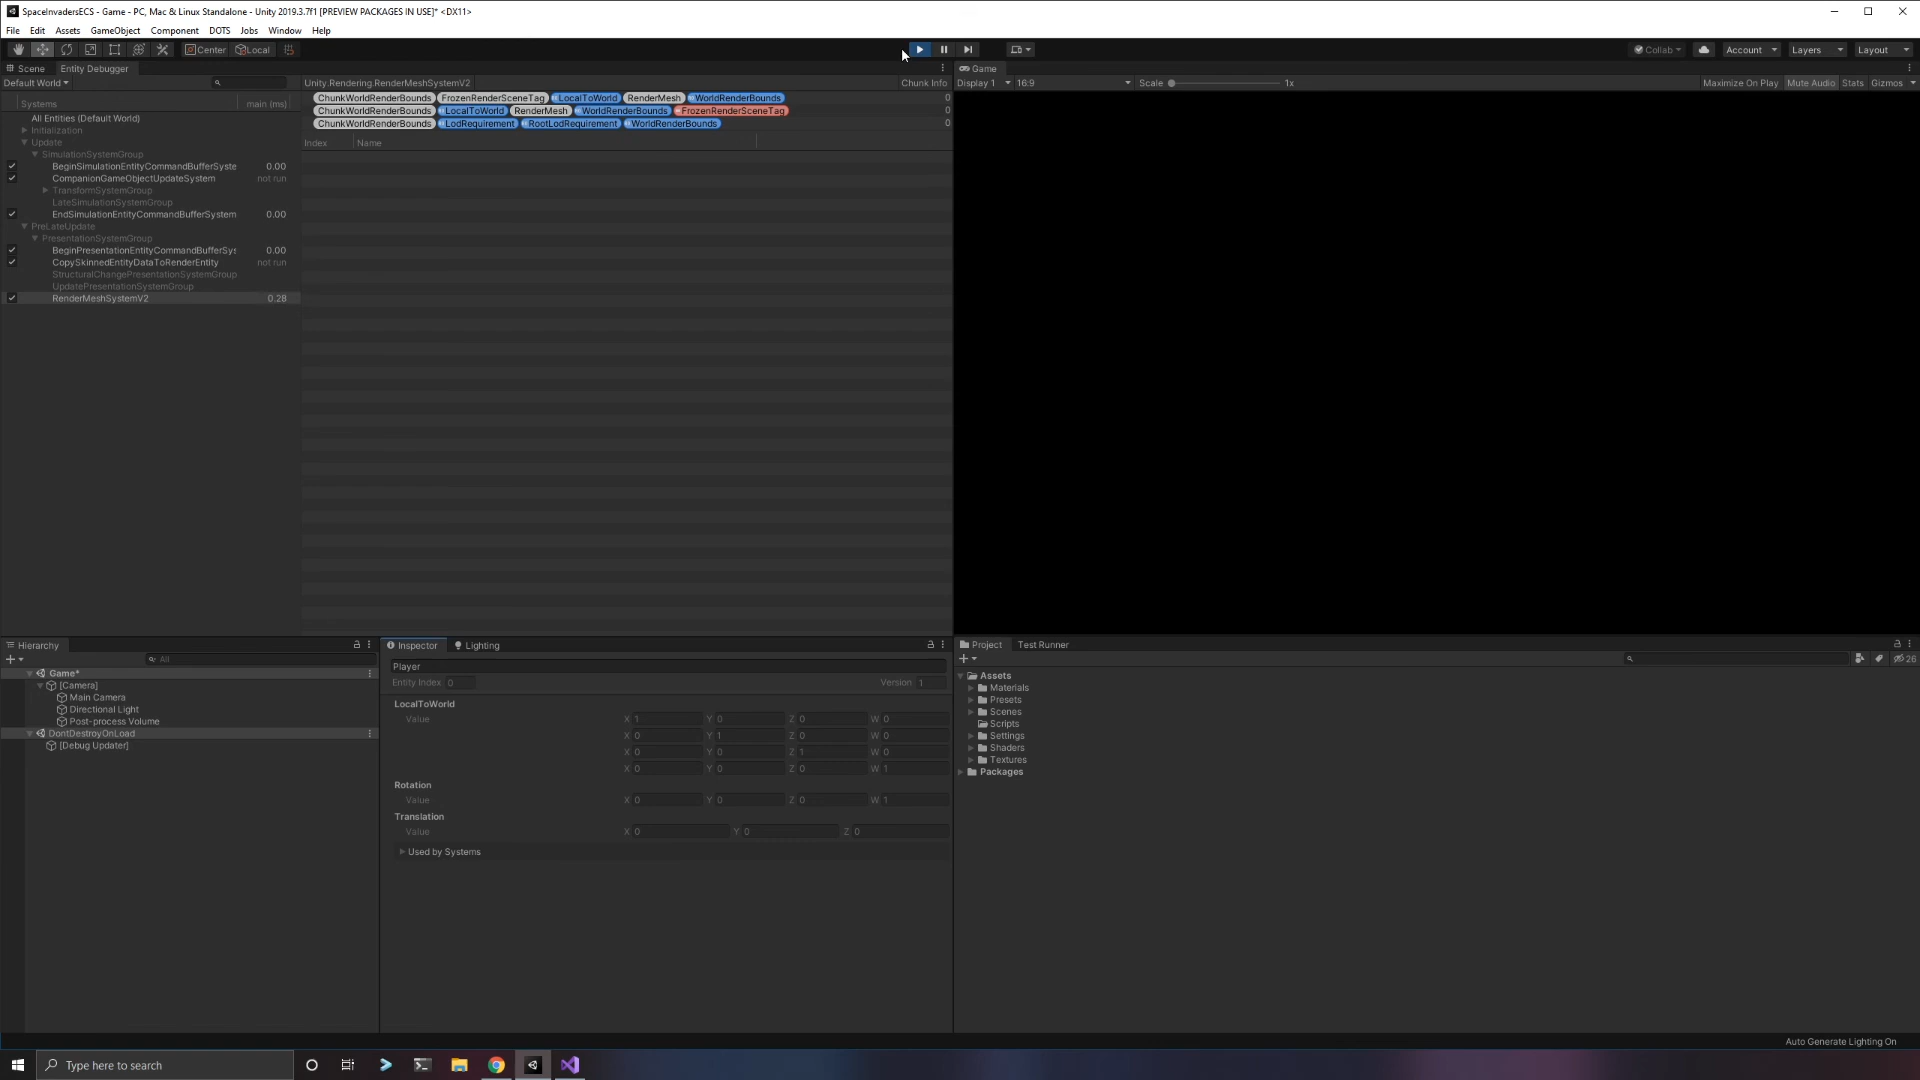 SpaceInvadersECS - Game - PC, Mac & Linux Standalone - Unity 2019.3.7f1 [PREVIEW PACKAGES IN USE]* <DX11>
File Edit Assets GameObject Component DOTS Jobs Window Help
Center Local Collab Account Layers Layout
Scene Entity Debugger Game
Default World Unity.Rendering.RenderMeshSystemV2 Chunk Info Display 1 16:9 Scale 1x Maximize On Play Mute Audio Stats Gizmos
Systems main (ms)
ChunkWorldRenderBounds FrozenRenderSceneTag LocalToWorld RenderMesh WorldRenderBounds 0
ChunkWorldRenderBounds LocalToWorld RenderMesh WorldRenderBounds FrozenRenderSceneTag 0
ChunkWorldRenderBounds LodRequirement RootLodRequirement WorldRenderBounds 0
Index Name
All Entities (Default World)
Initialization
Update
SimulationSystemGroup
BeginSimulationEntityCommandBufferSyste 0.00
CompanionGameObjectUpdateSystem not run
TransformSystemGroup
LateSimulationSystemGroup
EndSimulationEntityCommandBufferSystem 0.00
PreLateUpdate
PresentationSystemGroup
BeginPresentationEntityCommandBufferSys 0.00
CopySkinnedEntityDataToRenderEntity not run
StructuralChangePresentationSystemGroup
UpdatePresentationSystemGroup
RenderMeshSystemV2 0.28
Hierarchy
All
Game*
[Camera]
Main Camera
Directional Light
Post-process Volume
DontDestroyOnLoad
[Debug Updater]
Inspector Lighting
Player
Entity Index 0 Version 1
LocalToWorld
Value X 1 Y 0 Z 0 W 0
X 0 Y 1 Z 0 W 0
X 0 Y 0 Z 1 W 0
X 0 Y 0 Z 0 W 1
Rotation
Value X 0 Y 0 Z 0 W 1
Translation
Value X 0 Y 0 Z 0
Used by Systems
Project Test Runner
26
Assets
Materials
Presets
Scenes
Scripts
Settings
Shaders
Textures
Packages
Auto Generate Lighting On
Type here to search